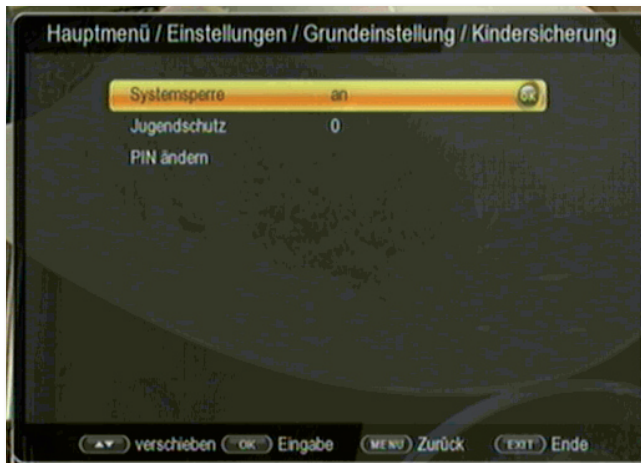 Hauptmenü / Einstellungen / Grundeinstellung / Kindersicherung
Systemsperre an OK
Jugendschutz 0
PIN ändern
▲▼ verschieben OK Eingabe MENU Zurück EXIT Ende